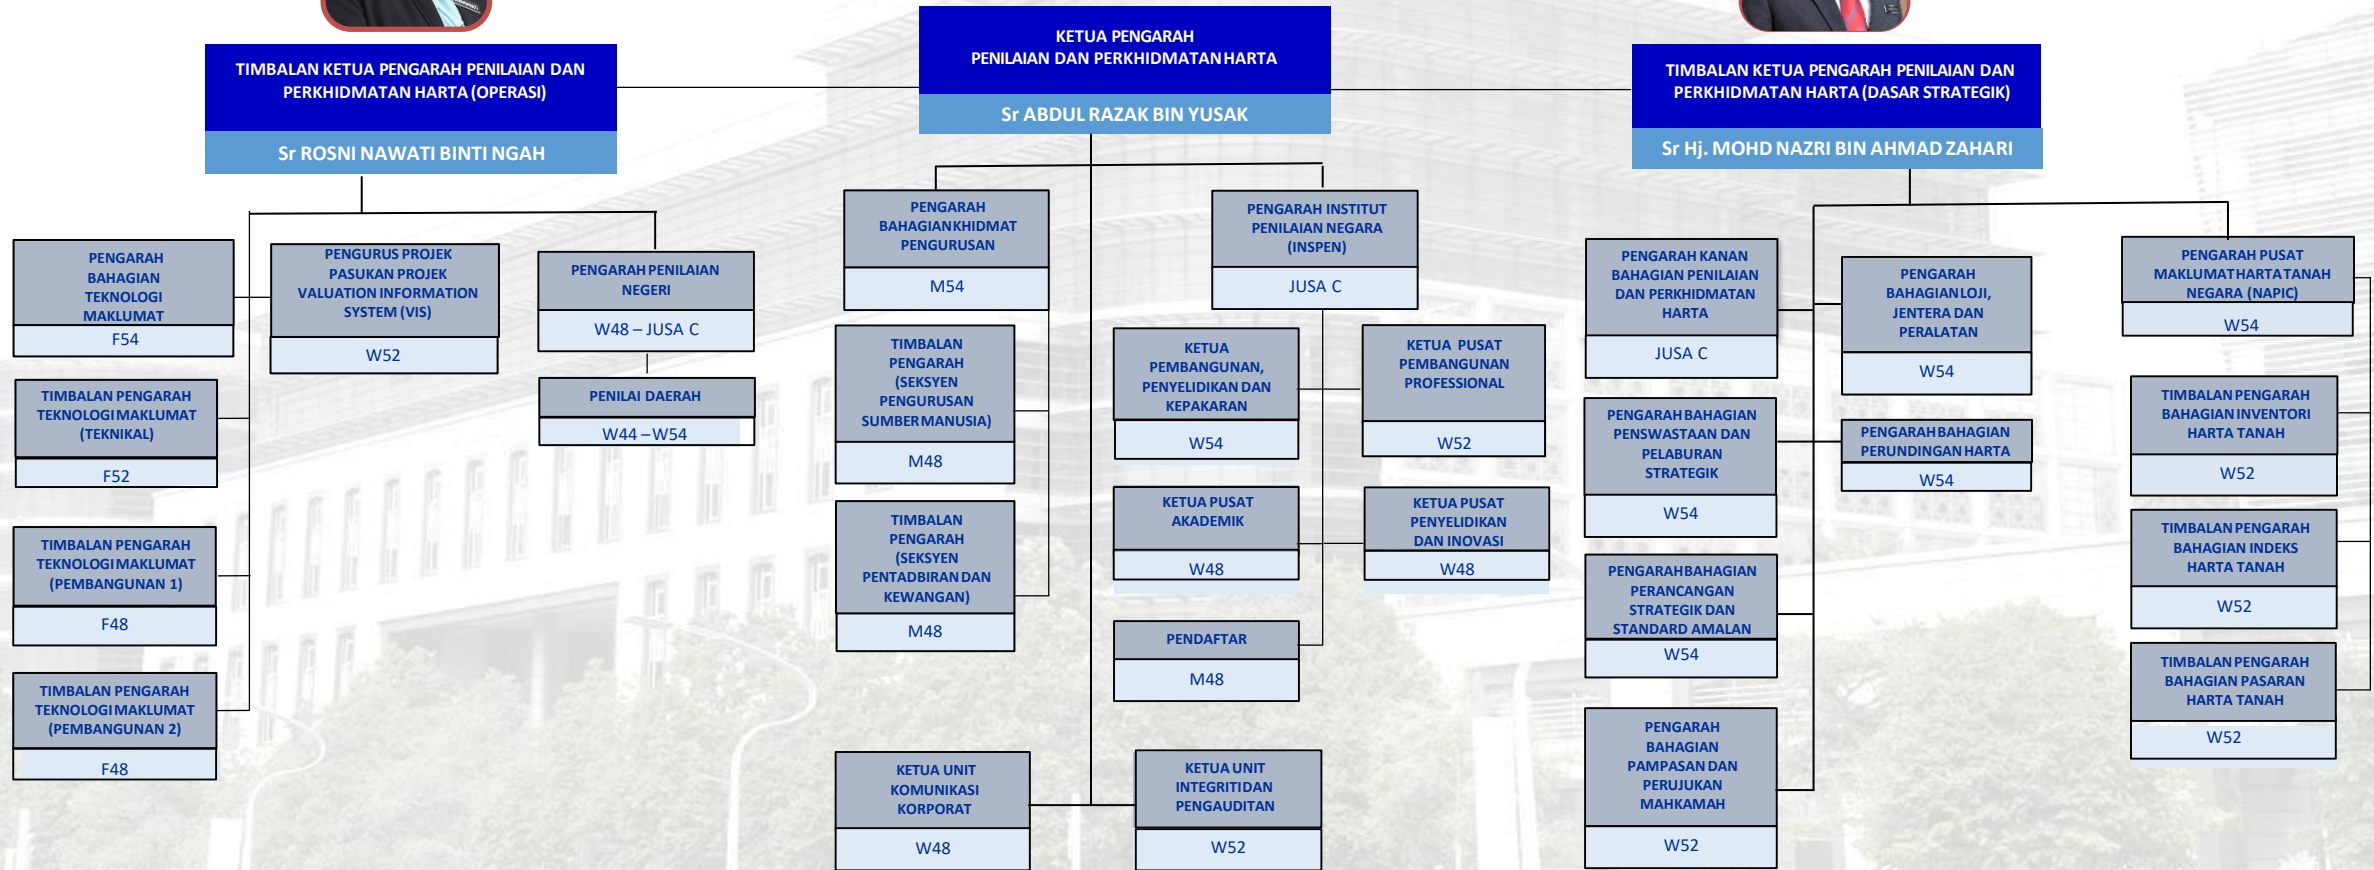 KETUA PENGARAH
PENILAIAN DAN PERKHIDMATAN HARTA
Sr ABDUL RAZAK BIN YUSAK
TIMBALAN KETUA PENGARAH PENILAIAN DAN
PERKHIDMATAN HARTA (OPERASI)
Sr ROSNI NAWATI BINTI NGAH
TIMBALAN KETUA PENGARAH PENILAIAN DAN
PERKHIDMATAN HARTA (DASAR STRATEGIK)
Sr Hj. MOHD NAZRI BIN AHMAD ZAHARI
PENGARAH
BAHAGIAN
TEKNOLOGI
MAKLUMAT
F54
PENGURUS PROJEK
PASUKAN PROJEK
VALUATION INFORMATION
SYSTEM (VIS)
W52
PENGARAH PENILAIAN
NEGERI
W48 – JUSA C
PENILAI DAERAH
W44 – W54
TIMBALAN PENGARAH
TEKNOLOGI MAKLUMAT
(TEKNIKAL)
F52
TIMBALAN PENGARAH
TEKNOLOGI MAKLUMAT
(PEMBANGUNAN 1)
F48
TIMBALAN PENGARAH
TEKNOLOGI MAKLUMAT
(PEMBANGUNAN 2)
F48
PENGARAH
BAHAGIAN KHIDMAT
PENGURUSAN
M54
TIMBALAN
PENGARAH
(SEKSYEN
PENGURUSAN
SUMBER MANUSIA)
M48
TIMBALAN
PENGARAH
(SEKSYEN
PENTADBIRAN DAN
KEWANGAN)
M48
PENGARAH INSTITUT
PENILAIAN NEGARA
(INSPEN)
JUSA C
KETUA
PEMBANGUNAN,
PENYELIDIKAN DAN
KEPAKARAN
W54
KETUA PUSAT
PEMBANGUNAN
PROFESSIONAL
W52
KETUA PUSAT
AKADEMIK
W48
KETUA PUSAT
PENYELIDIKAN
DAN INOVASI
W48
PENDAFTAR
M48
KETUA UNIT
KOMUNIKASI
KORPORAT
W48
KETUA UNIT
INTEGRITI DAN
PENGAUDITAN
W52
PENGARAH KANAN
BAHAGIAN PENILAIAN
DAN PERKHIDMATAN
HARTA
JUSA C
PENGARAH
BAHAGIAN LOJI,
JENTERA DAN
PERALATAN
W54
PENGARAH BAHAGIAN
PENSWASTAAN DAN
PELABURAN
STRATEGIK
W54
PENGARAH BAHAGIAN
PERUNDINGAN HARTA
W54
PENGARAH BAHAGIAN
PERANCANGAN
STRATEGIK DAN
STANDARD AMALAN
W54
PENGARAH
BAHAGIAN
PAMPASAN DAN
PERUJUKAN
MAHKAMAH
W52
PENGARAH PUSAT
MAKLUMAT HARTA TANAH
NEGARA (NAPIC)
W54
TIMBALAN PENGARAH
BAHAGIAN INVENTORI
HARTA TANAH
W52
TIMBALAN PENGARAH
BAHAGIAN INDEKS
HARTA TANAH
W52
TIMBALAN PENGARAH
BAHAGIAN PASARAN
HARTA TANAH
W52